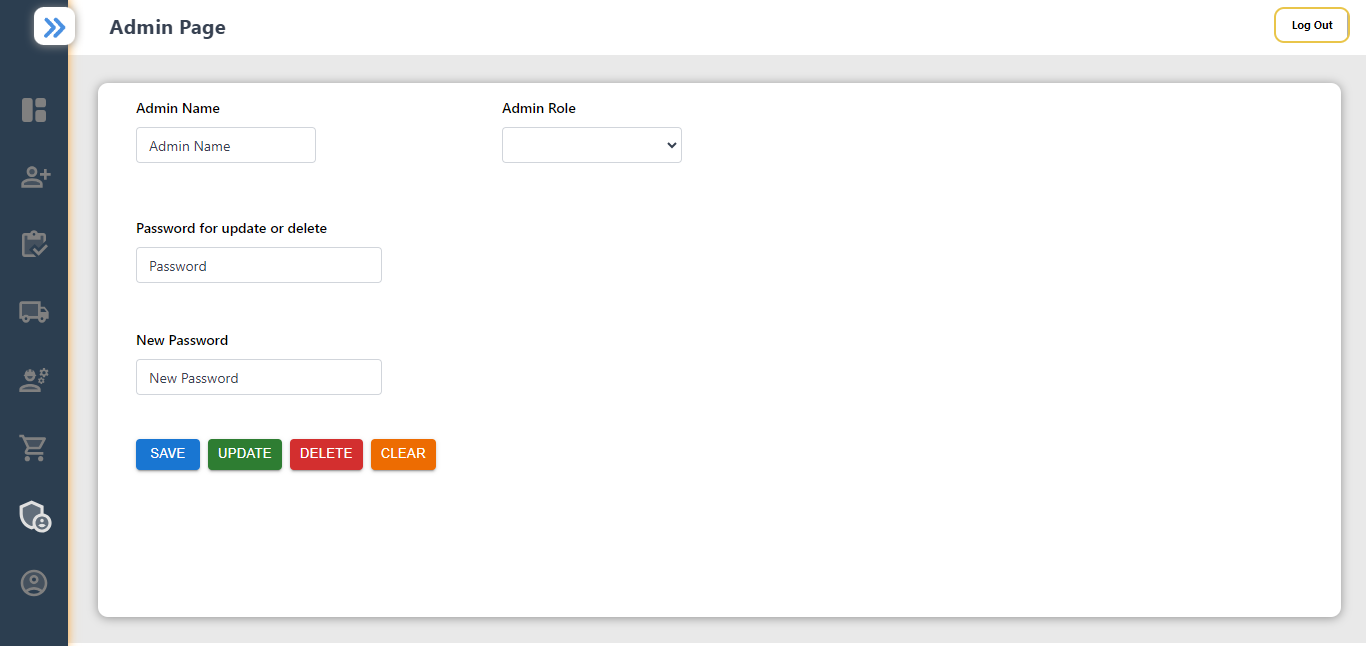 Admin Page
Log Out
Admin Name
Admin Role
Admin Name
Password for update or delete
Password
New Password
New Password
SAVE UPDATE DELETE CLEAR